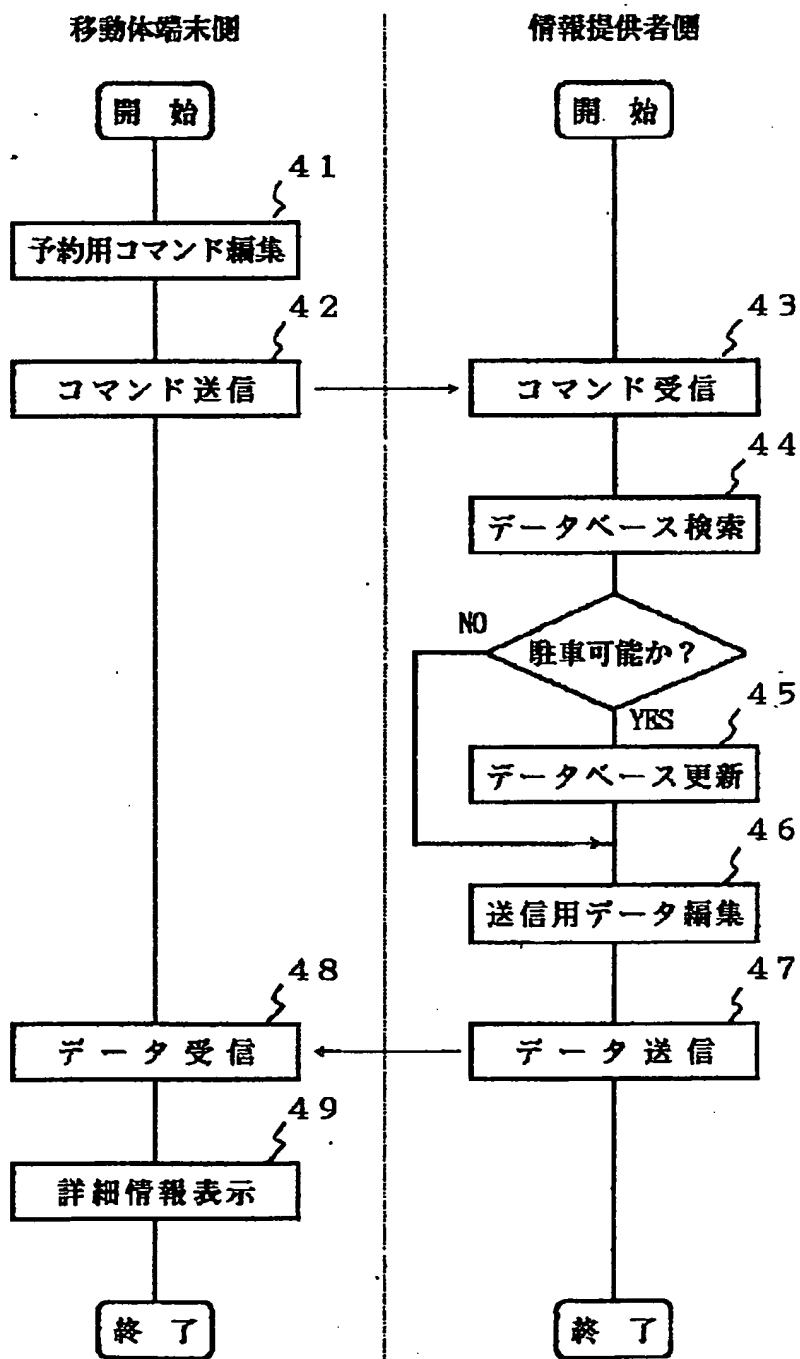 移動体端末側
情報提供者側
開始
開始
41
予約用コマンド編集
42
コマンド送信
43
コマンド受信
44
データベース検索
NO
駐車可能か?
YES
45
データベース更新
46
送信用データ編集
47
データ送信
48
データ受信
49
詳細情報表示
終了
終了